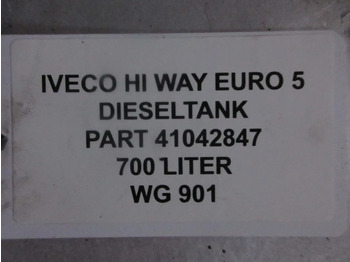 IVECO HI WAY EURO 5
DIESELTANK
PART 41042847
700 LITER
WG 901